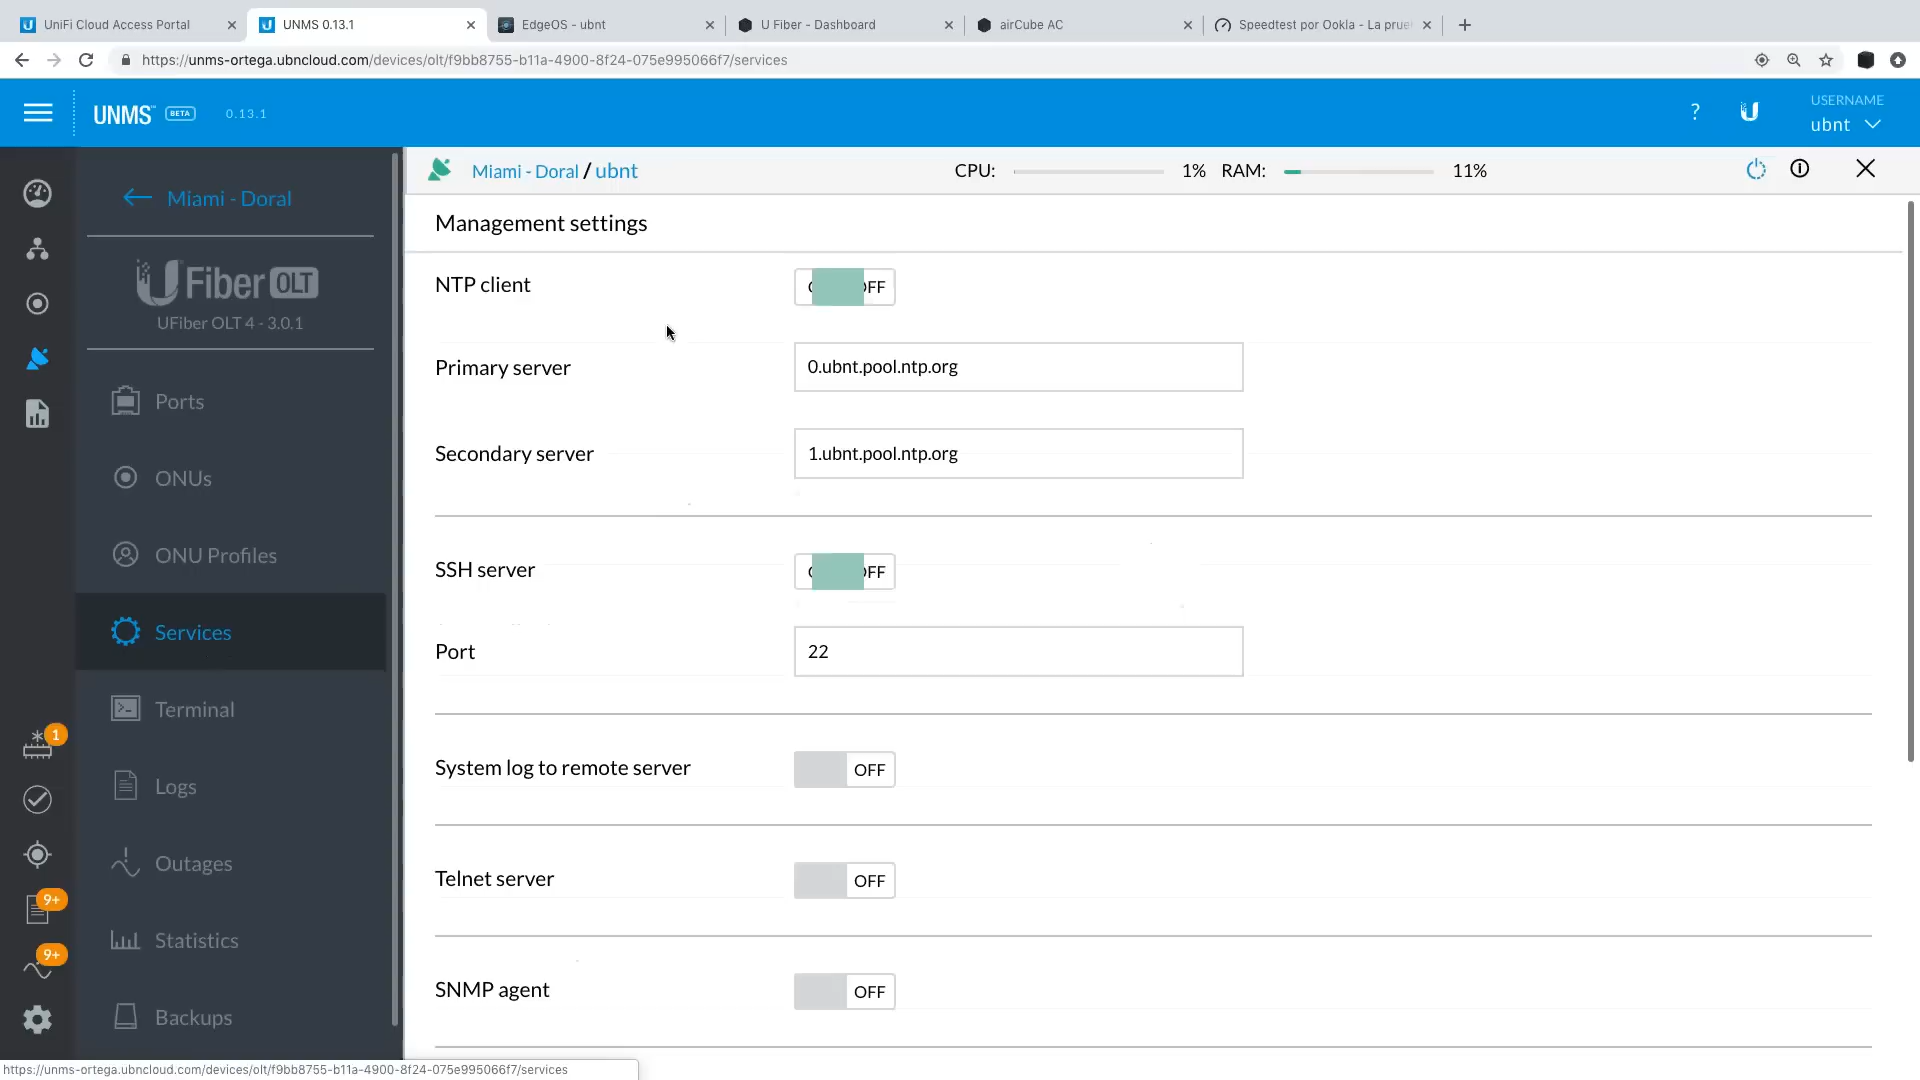 UniFi Cloud Access Portal
UNMS 0.13.1
EdgeOS - ubnt
U Fiber - Dashboard
airCube AC
Speedtest por Ookla - La prue
https://unms-ortega.ubncloud.com/devices/olt/f9bb8755-b11a-4900-8f24-075e995066f7/services
UNMS BETA 0.13.1
?
USERNAME
ubnt
Miami - Doral
Miami - Doral / ubnt
CPU: 1% RAM: 11%
Fiber OLT
UFiber OLT 4 - 3.0.1
Ports
ONUs
ONU Profiles
Services
Terminal
Logs
Outages
Statistics
Backups
1
9+
9+
Management settings
NTP client
Primary server 0.ubnt.pool.ntp.org
Secondary server 1.ubnt.pool.ntp.org
SSH server
Port 22
System log to remote server OFF
Telnet server OFF
SNMP agent OFF
https://unms-ortega.ubncloud.com/devices/olt/f9bb8755-b11a-4900-8f24-075e995066f7/services